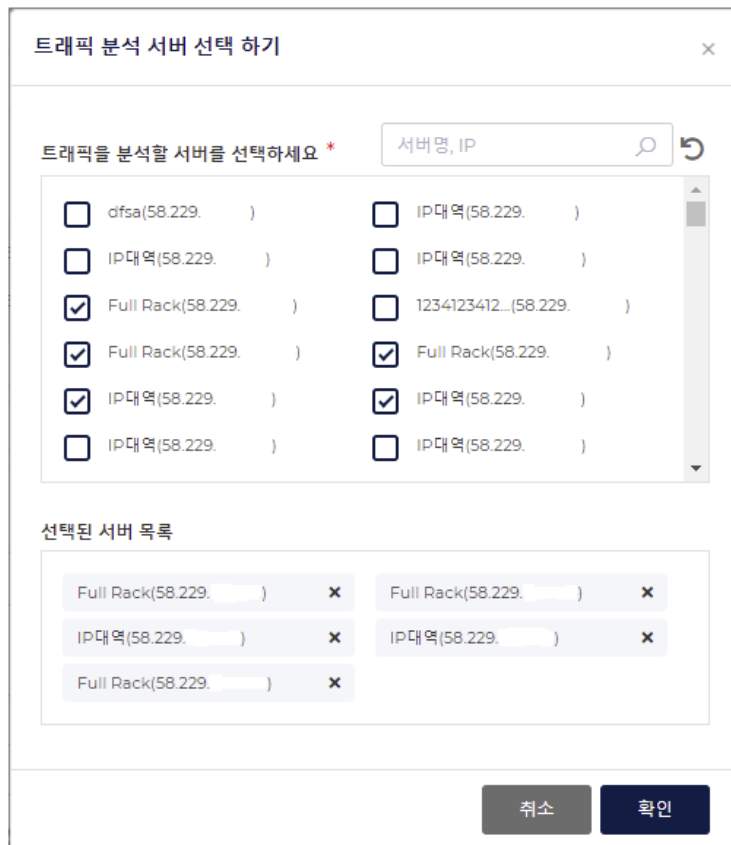 트래픽 분석 서버 선택 하기
트래픽을 분석할 서버를 선택하세요 *
서버명, IP
dfsa(58.229. )
IP대역(58.229. )
IP대역(58.229. )
IP대역(58.229. )
Full Rack(58.229. )
1234123412...(58.229. )
Full Rack(58.229. )
Full Rack(58.229. )
IP대역(58.229. )
IP대역(58.229. )
IP대역(58.229. )
IP대역(58.229. )
선택된 서버 목록
Full Rack(58.229. )
Full Rack(58.229. )
IP대역(58.229. )
IP대역(58.229. )
Full Rack(58.229. )
취소
확인